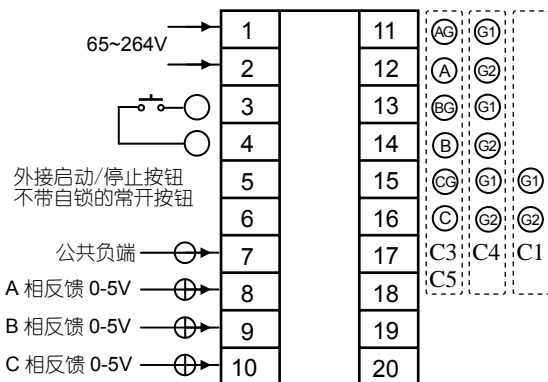 65~264V
1 11 AG G1
2 12 A G2
3 13 BG G1
4 14 B G2
外接启动/停止按钮
不带自锁的常开按钮
5 15 CG G1 G1
6 16 C G2 G2
公共负端 7 17 C3 C4 C1
C5
A 相反馈 0-5V 8 18
B 相反馈 0-5V 9 19
C 相反馈 0-5V 10 20